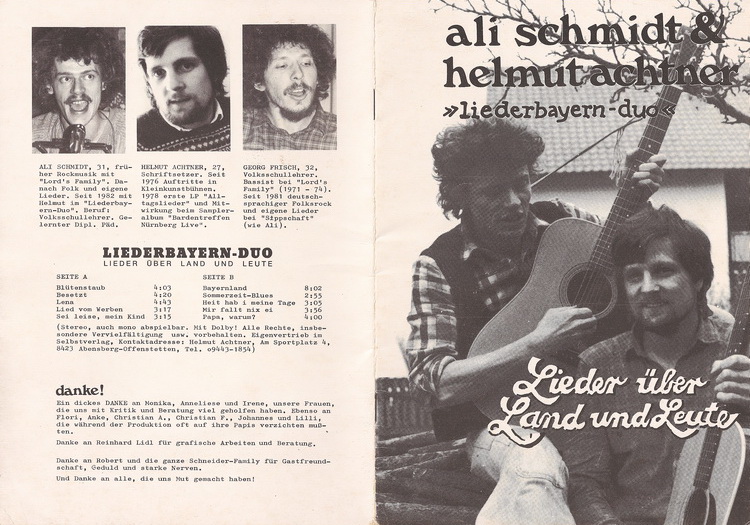 ALI SCHMIDT, 31, frü-
her Rockmusik mit
"Lord's Family". Da-
nach Folk und eigene
Lieder. Seit 1982 mit
Helmut im "Liederbay-
ern-Duo". Beruf:
Volksschullehrer. Ge-
lernter Dipl. Päd.
HELMUT ACHTNER, 27,
Schriftsetzer. Seit
1976 Auftritte in
Kleinkunstbühnen.
1978 erste LP "All-
tagslieder" und Mit-
wirkung beim Sampler-
album "Bardentreffen
Nürnberg Live".
GEORG FRISCH, 32,
Volksschullehrer.
Bassist bei "Lord's
Family" (1971 - 74).
Seit 1981 deutsch-
sprachiger Folksrock
und eigene Lieder
bei "Sippschaft"
(wie Ali).
LIEDERBAYERN-DUO
LIEDER ÜBER LAND UND LEUTE
SEITE A
Blütenstaub 4:03
Besetzt 4:20
Lena 4:43
Lied vom Werben 3:17
Sei leise, mein Kind 3:15
SEITE B
Bayernland 8:02
Sommerzeit-Blues 2:55
Heit hab i meine Tage 3:05
Mir fallt nix ei 3:56
Papa, warum? 4:00
(Stereo, auch mono abspielbar. Mit Dolby! Alle Rechte, insbe-
sondere Vervielfältigung usw. vorbehalten. Eigenvertrieb im
Selbstverlag, Kontaktadresse: Helmut Achtner, Am Sportplatz 4,
8423 Abensberg-Offenstetten, Tel. 09443-1854)
danke!
Ein dickes DANKE an Monika, Anneliese und Irene, unsere Frauen,
die uns mit Kritik und Beratung viel geholfen haben. Ebenso an
Flori, Anke, Christian A., Christian F., Johannes und Lilli,
die während der Produktion oft auf ihre Papis verzichten muß-
ten.
Danke an Reinhard Lidl für grafische Arbeiten und Beratung.
Danke an Robert und die ganze Schneider-Family für Gastfreund-
schaft, Geduld und starke Nerven.
Und Danke an alle, die uns Mut gemacht haben!
ali schmidt &
helmut achtner
»liederbayern-duo«
Lieder über
Land und Leute